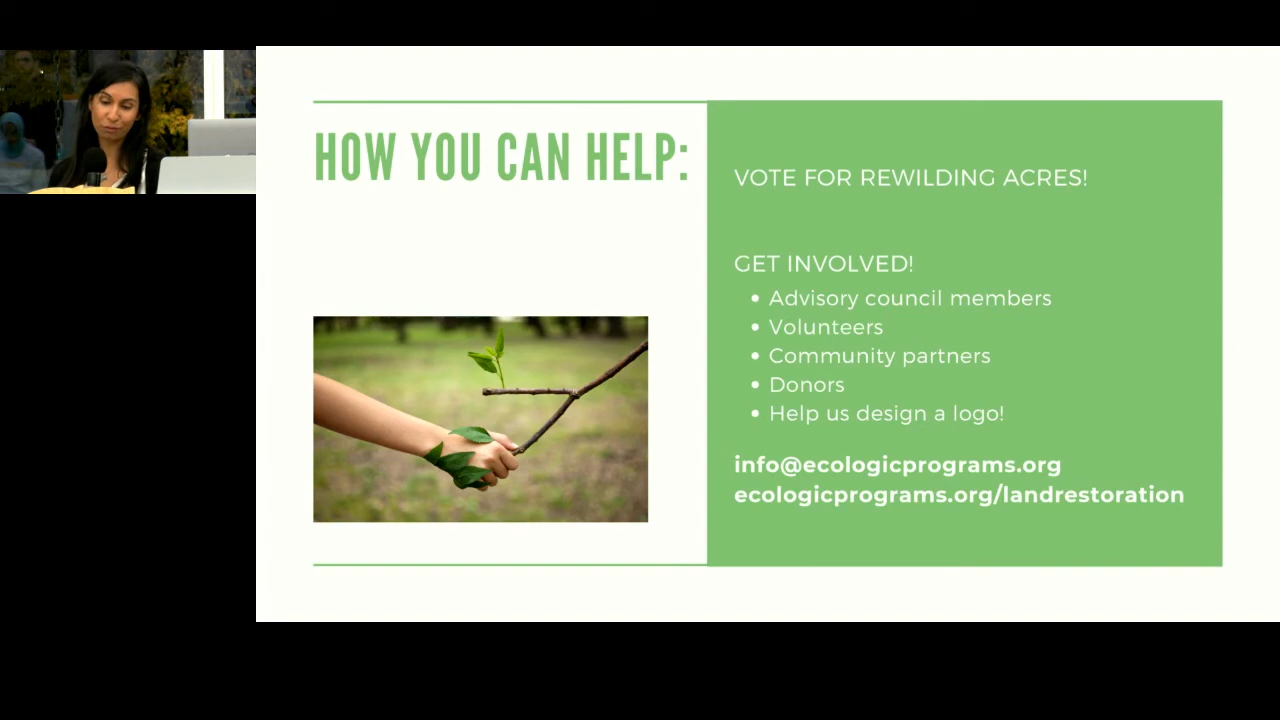 HOW YOU CAN HELP:
VOTE FOR REWILDING ACRES!
GET INVOLVED!
• Advisory council members
• Volunteers
• Community partners
• Donors
• Help us design a logo!
info@ecologicprograms.org
ecologicprograms.org/landrestoration